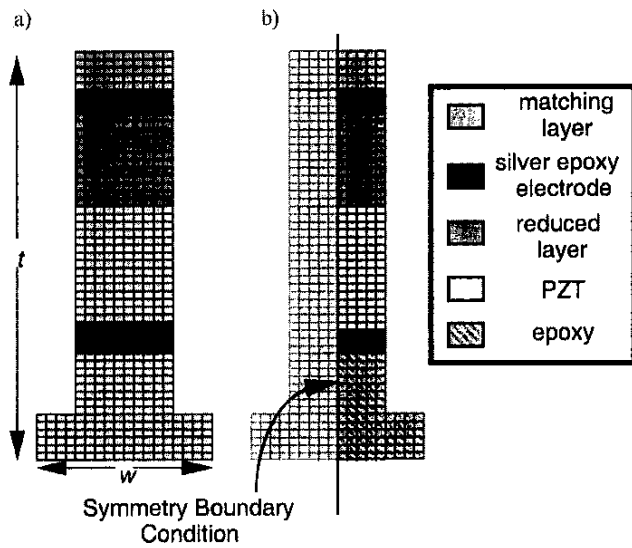 a)
b)
t
w
Symmetry Boundary
Condition
matching
layer
silver epoxy
electrode
reduced
layer
PZT
epoxy